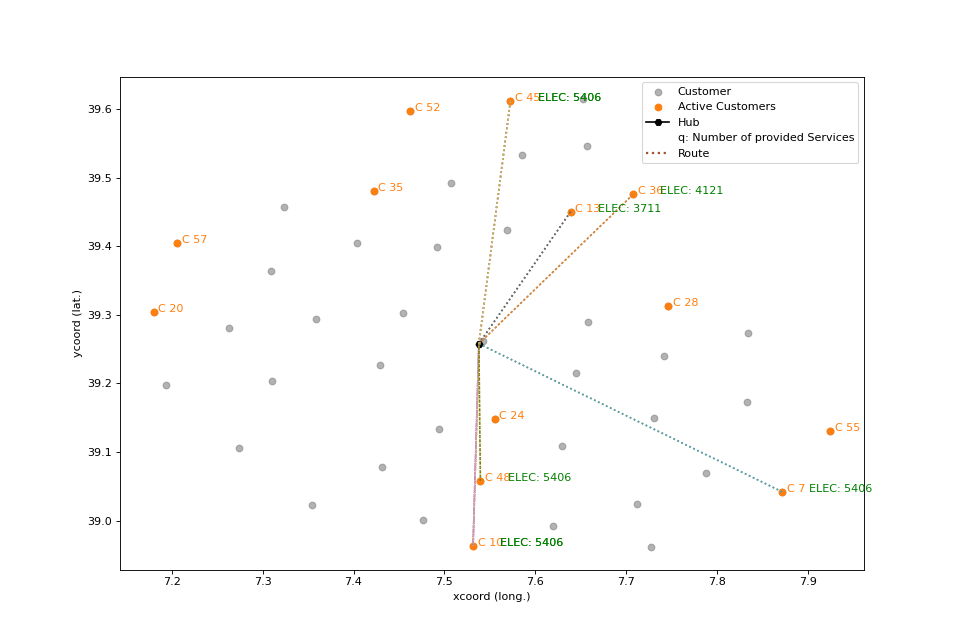 Customer
Active Customers
Hub
q: Number of provided Services
Route
C 45 ELEC: 5406
C 52
C 35
C 36 ELEC: 4121
C 13 ELEC: 3711
C 57
C 20
C 28
C 24
C 55
C 48 ELEC: 5406
C 7 ELEC: 5406
C 10 ELEC: 5406
39.6
39.5
39.4
39.3
39.2
39.1
39.0
ycoord (lat.)
7.2 7.3 7.4 7.5 7.6 7.7 7.8 7.9
xcoord (long.)